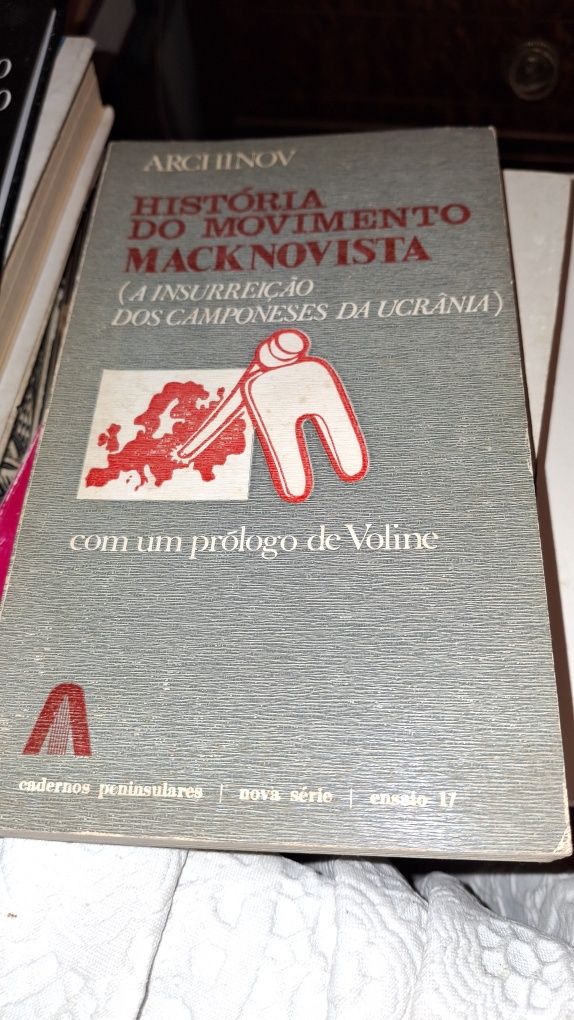 ARCHINOV
HISTÓRIA
DO MOVIMENTO
MACKNOVISTA
(A INSURREIÇÃO
DOS CAMPONESES DA UCRÂNIA)
com um prólogo de Voline
cadernos peninsulares | nova série | ensaio 17